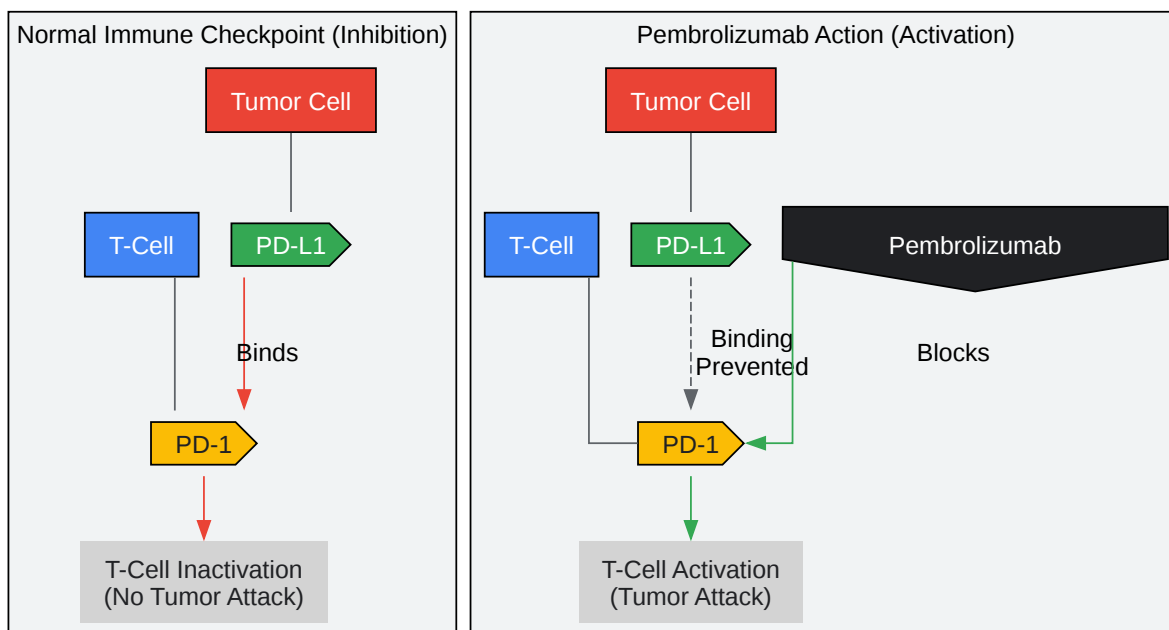 Normal Immune Checkpoint (Inhibition)
Tumor Cell
T-Cell
PD-L1
Binds
PD-1
T-Cell Inactivation
(No Tumor Attack)
Pembrolizumab Action (Activation)
Tumor Cell
T-Cell
PD-L1
Pembrolizumab
Binding
Prevented
Blocks
PD-1
T-Cell Activation
(Tumor Attack)